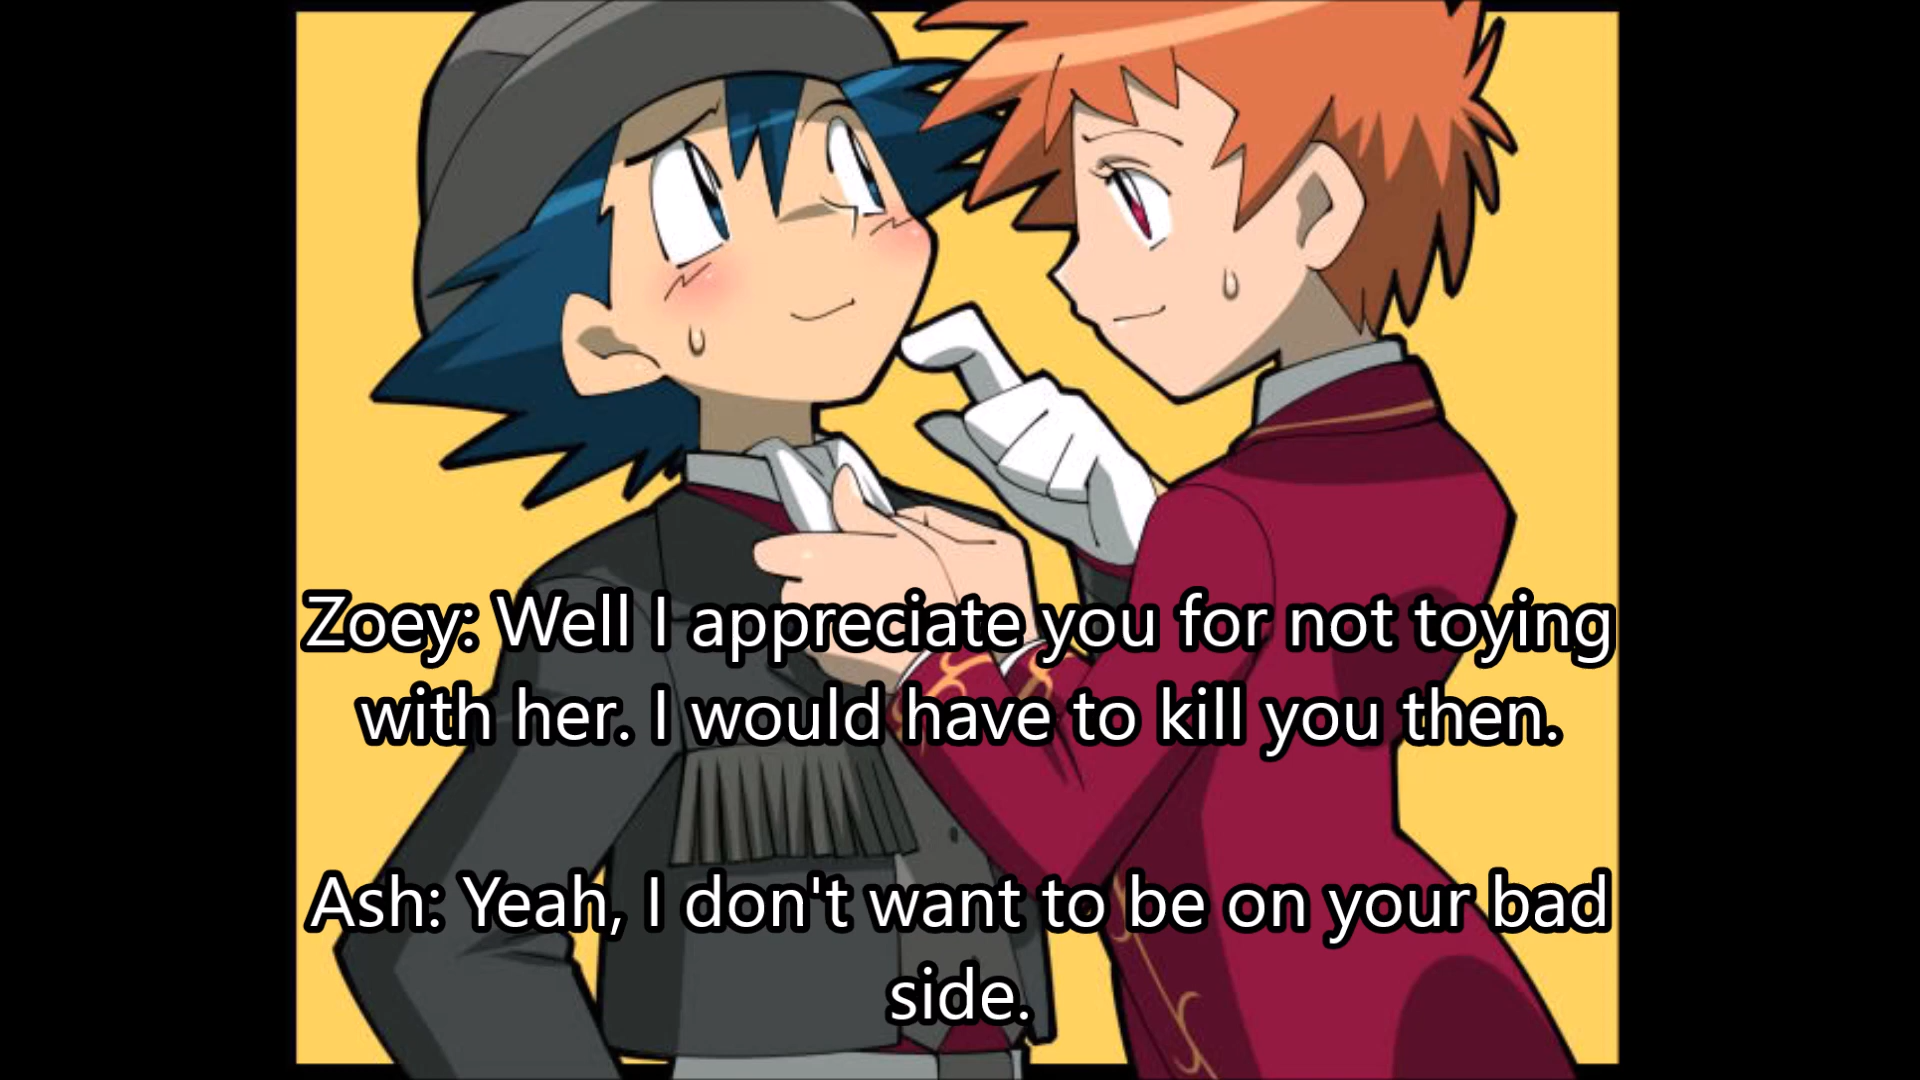 Zoey: Well I appreciate you for not toying
with her. I would have to kill you then.
Ash: Yeah, I don't want to be on your bad
side.